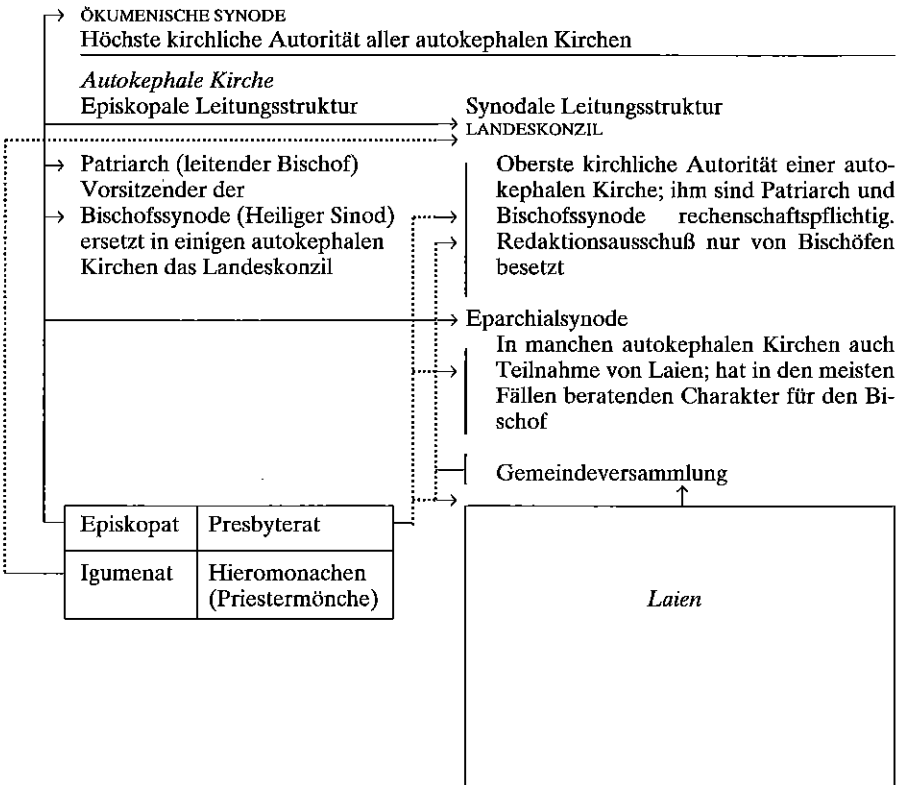 ÖKUMENISCHE SYNODE
Höchste kirchliche Autorität aller autokephalen Kirchen
Autokephale Kirche
Episkopale Leitungsstruktur
Synodale Leitungsstruktur
LANDESKONZIL
Patriarch (leitender Bischof)
Vorsitzender der
Bischofssynode (Heiliger Sinod)
ersetzt in einigen autokephalen
Kirchen das Landeskonzil
Oberste kirchliche Autorität einer auto-
kephalen Kirche; ihm sind Patriarch und
Bischofssynode rechenschaftspflichtig.
Redaktionsausschuß nur von Bischöfen
besetzt
Eparchialsynode
In manchen autokephalen Kirchen auch
Teilnahme von Laien; hat in den meisten
Fällen beratenden Charakter für den Bi-
schof
Gemeindeversammlung
Episkopat
Presbyterat
Igumenat
Hieromonachen
(Priestermönche)
Laien